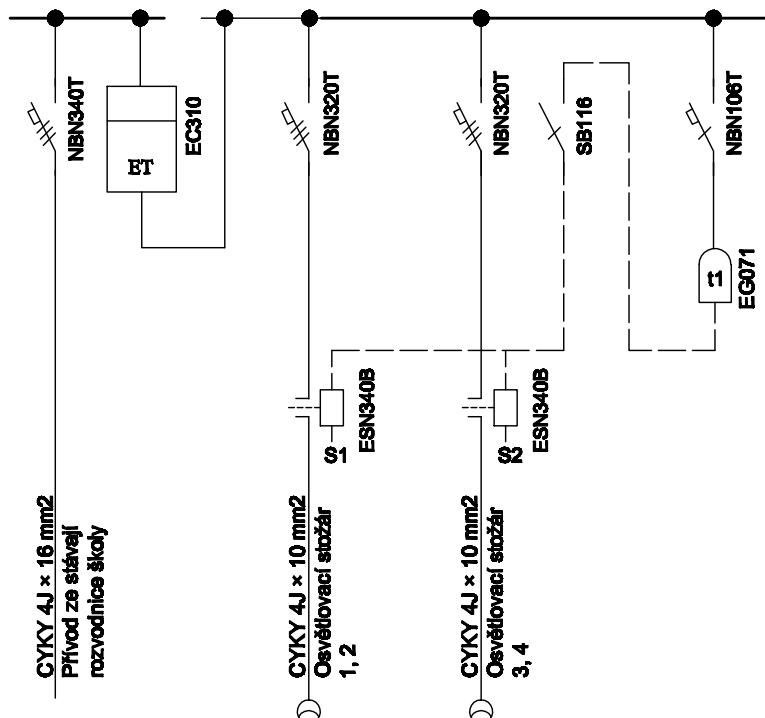 NBN340T
EC310
ET
NBN320T
NBN320T
SB116
NBN106T
t1
EG071
S1
ESN340B
S2
ESN340B
CYKY 4J × 16 mm2
Přívod ze stávají
rozvodnice školy
CYKY 4J × 10 mm2
Osvětlovací stožár
1, 2
CYKY 4J × 10 mm2
Osvětlovací stožár
3, 4